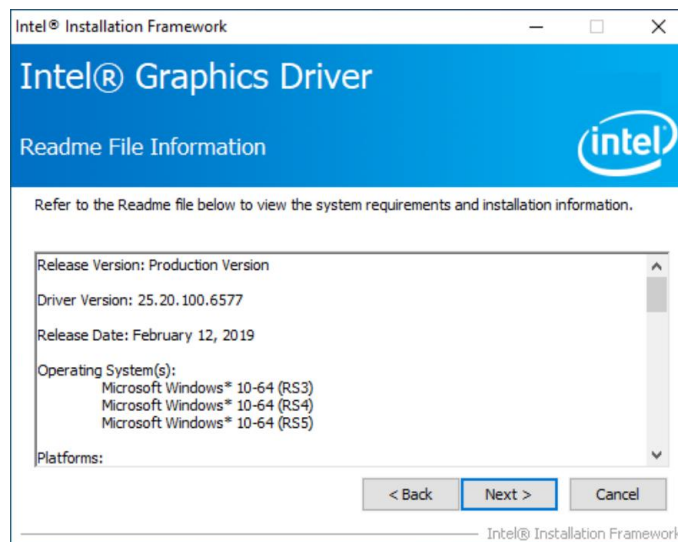 Intel® Installation Framework
Intel® Graphics Driver
Readme File Information
intel
Refer to the Readme file below to view the system requirements and installation information.
Release Version: Production Version
Driver Version: 25.20.100.6577
Release Date: February 12, 2019
Operating System(s):
Microsoft Windows* 10-64 (RS3)
Microsoft Windows* 10-64 (RS4)
Microsoft Windows* 10-64 (RS5)
Platforms:
< Back Next > Cancel
Intel® Installation Framework